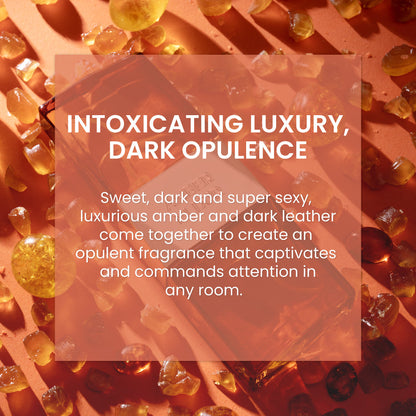 INTOXICATING LUXURY,
DARK OPULENCE
Sweet, dark and super sexy,
luxurious amber and dark leather
come together to create an
opulent fragrance that captivates
and commands attention in
any room.